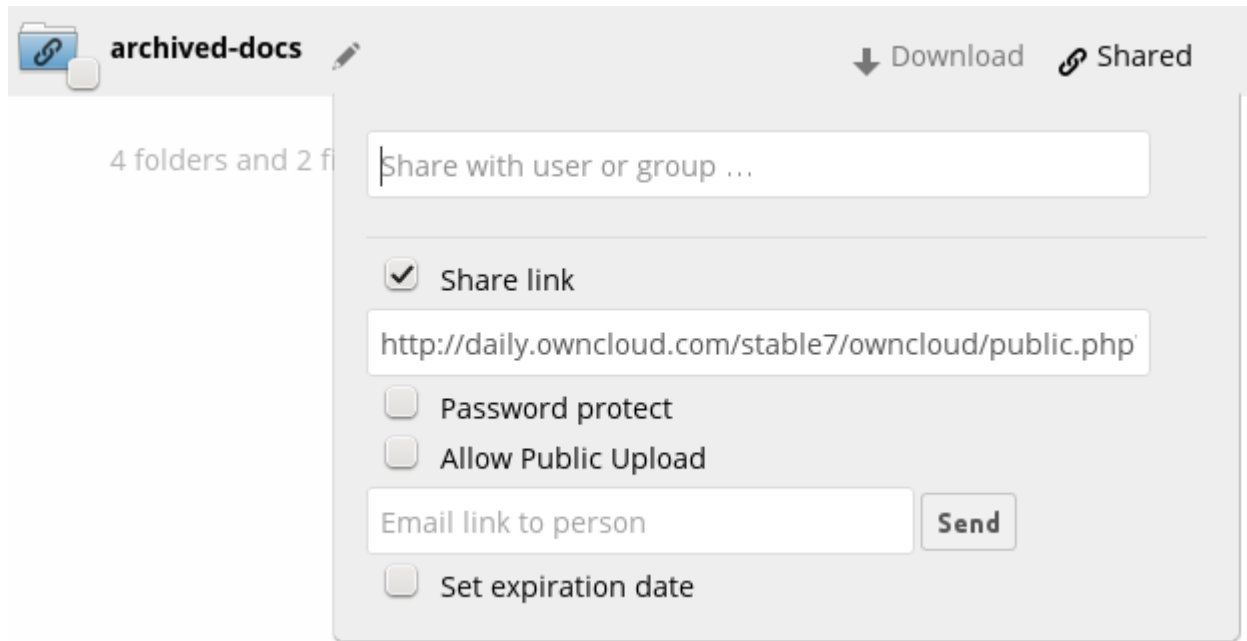 archived-docs
Download
Shared
4 folders and 2 fi
Share with user or group ...
Share link
http://daily.owncloud.com/stable7/owncloud/public.php
Password protect
Allow Public Upload
Email link to person
Send
Set expiration date